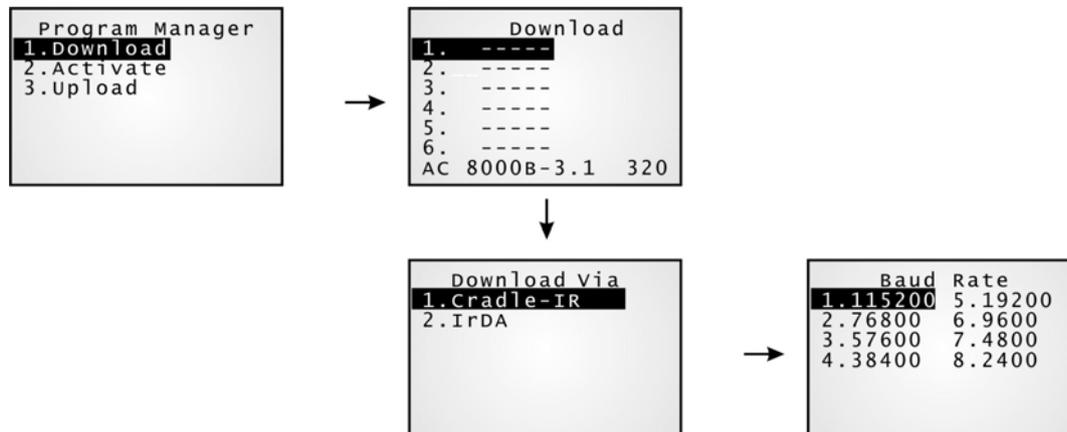 Program Manager
1.Download
2.Activate
3.Upload
Download
1. -----
2. -----
3. -----
4. -----
5. -----
6. -----
AC 8000B-3.1 320
Download Via
1.Cradle-IR
2.IrDA
Baud Rate
1.115200 5.19200
2.76800 6.9600
3.57600 7.4800
4.38400 8.2400